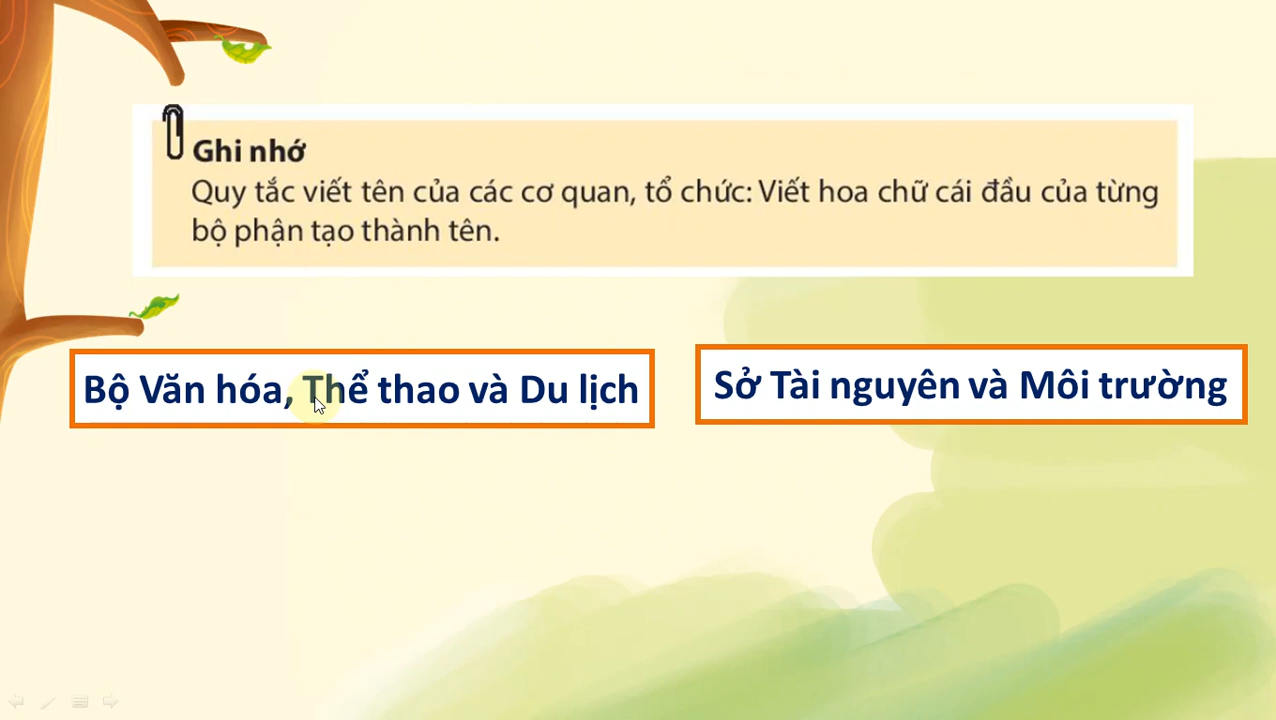 Ghi nhớ
Quy tắc viết tên của các cơ quan, tổ chức: Viết hoa chữ cái đầu của từng
bộ phận tạo thành tên.
Bộ Văn hóa, Thể thao và Du lịch
Sở Tài nguyên và Môi trường